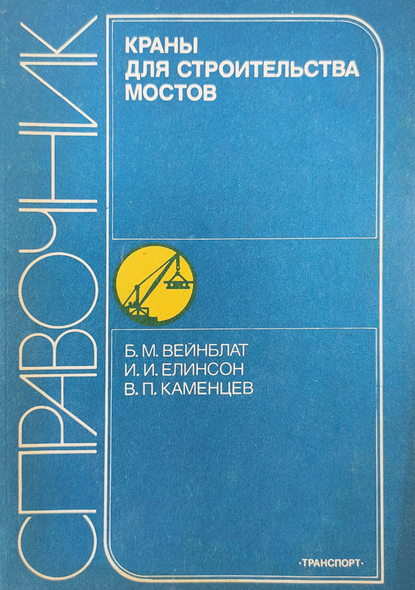 СПРАВОЧНИК
КРАНЫ
ДЛЯ СТРОИТЕЛЬСТВА
МОСТОВ
Б. М. ВЕЙНБЛАТ
И. И. ЕЛИНСОН
В. П. КАМЕНЦЕВ
·ТРАНСПОРТ·